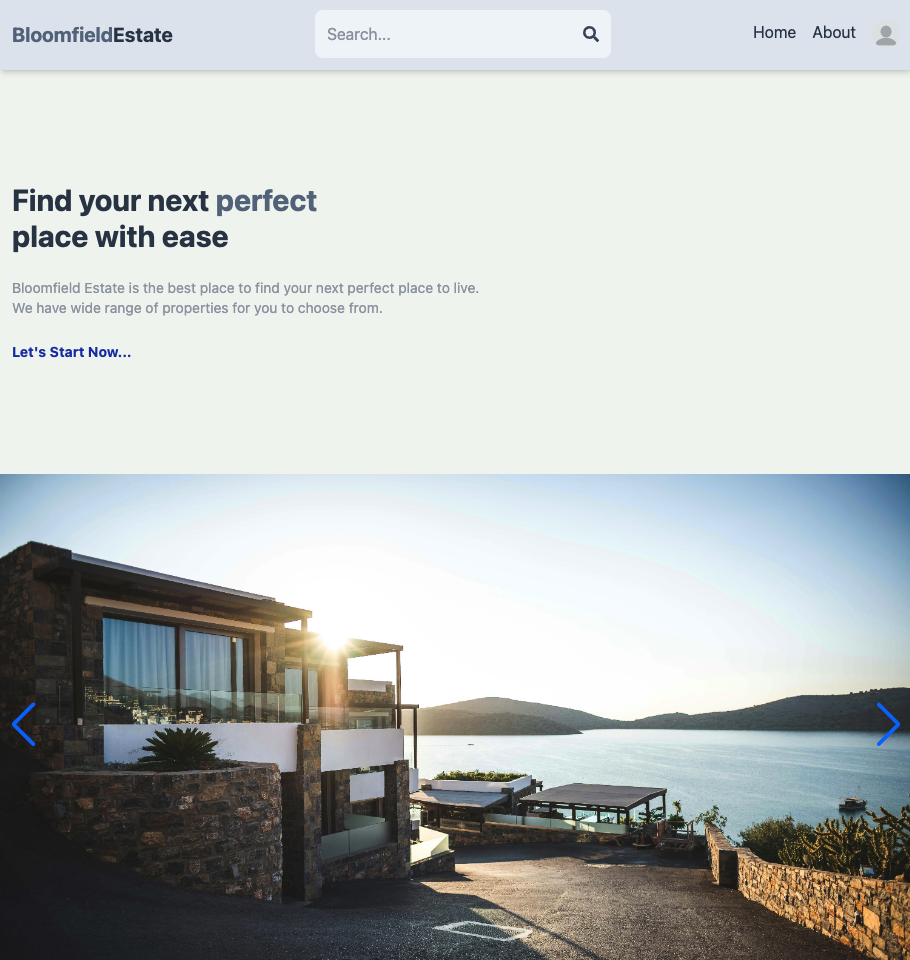 BloomfieldEstate
Search...
Home
About
Find your next perfect
place with ease
Bloomfield Estate is the best place to find your next perfect place to live.
We have wide range of properties for you to choose from.
Let's Start Now...